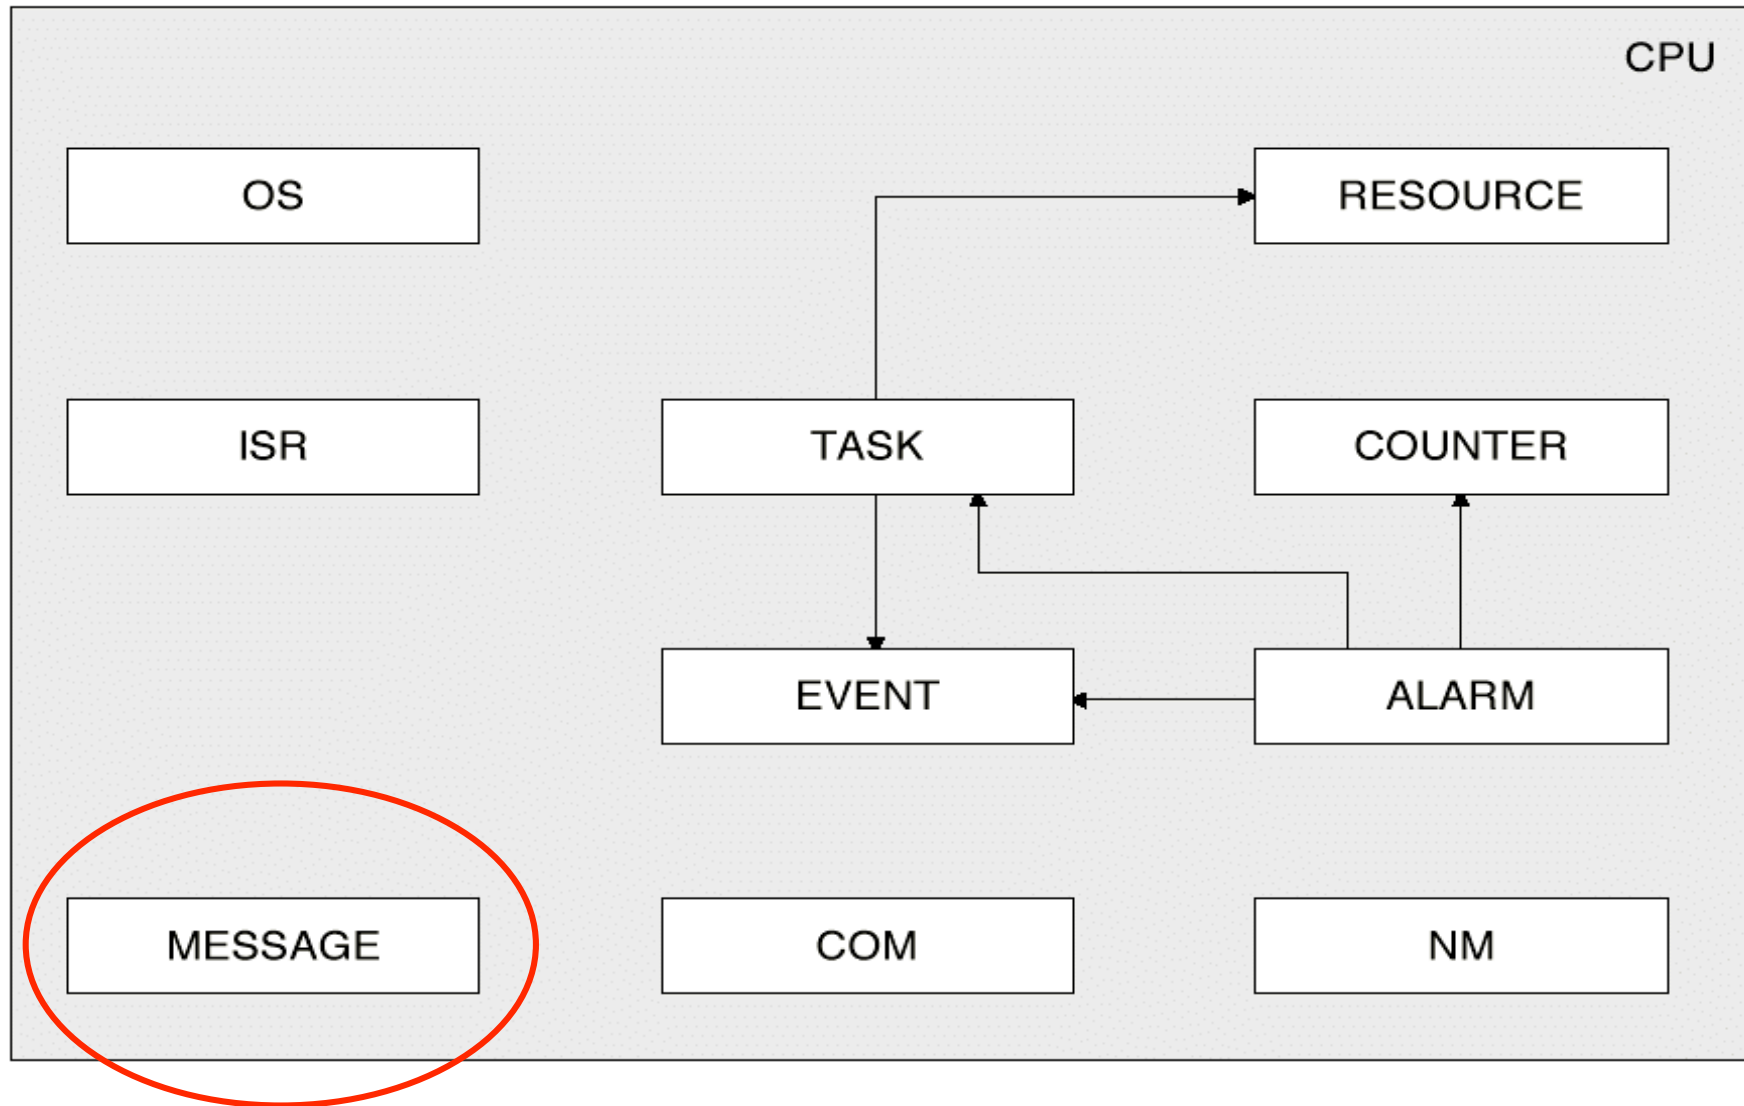 CPU
OS
RESOURCE
ISR
TASK
COUNTER
EVENT
ALARM
MESSAGE
COM
NM